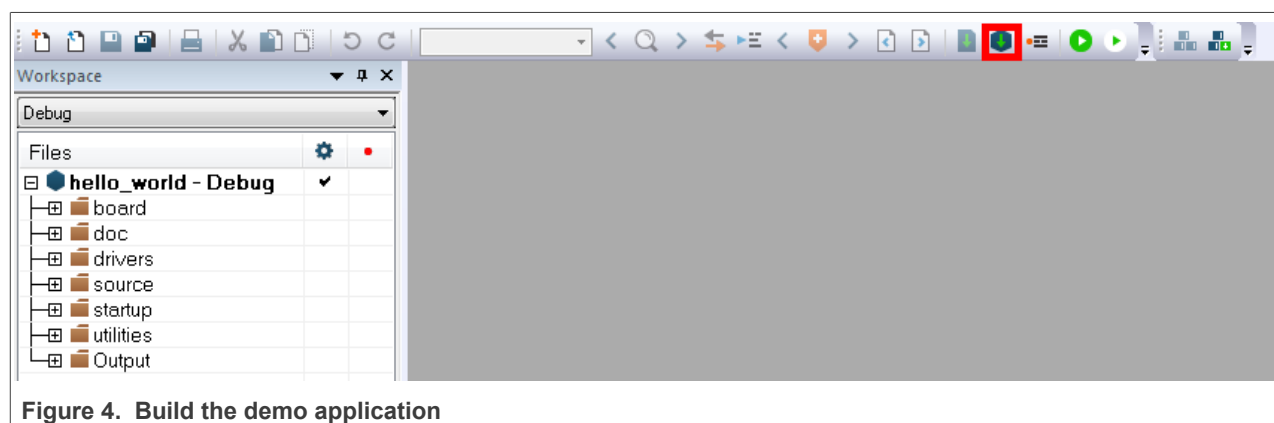 Workspace
Debug
Files
hello_world - Debug
board
doc
drivers
source
startup
utilities
Output
Figure 4. Build the demo application